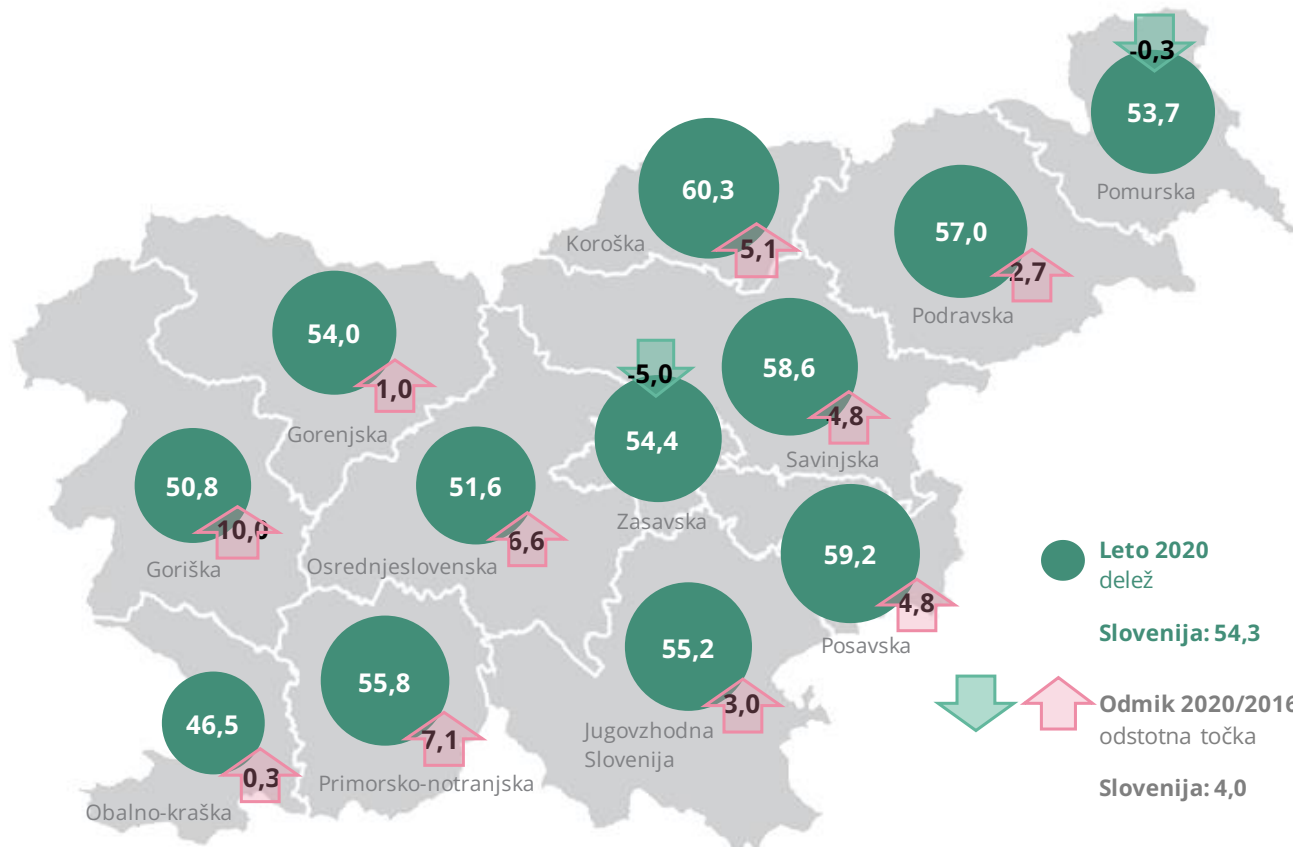 -0,3
53,7
Pomurska
60,3
5,1
Koroška
57,0
2,7
Podravska
54,0
1,0
Gorenjska
-5,0
54,4
Zasavska
58,6
4,8
Savinjska
50,8
10,0
Goriška
51,6
6,6
Osrednjeslovenska
59,2
4,8
Posavska
55,2
3,0
Jugovzhodna
Slovenija
55,8
7,1
Primorsko-notranjska
46,5
0,3
Obalno-kraška
Leto 2020
delež
Slovenija: 54,3
Odmik 2020/2016
odstotna točka
Slovenija: 4,0